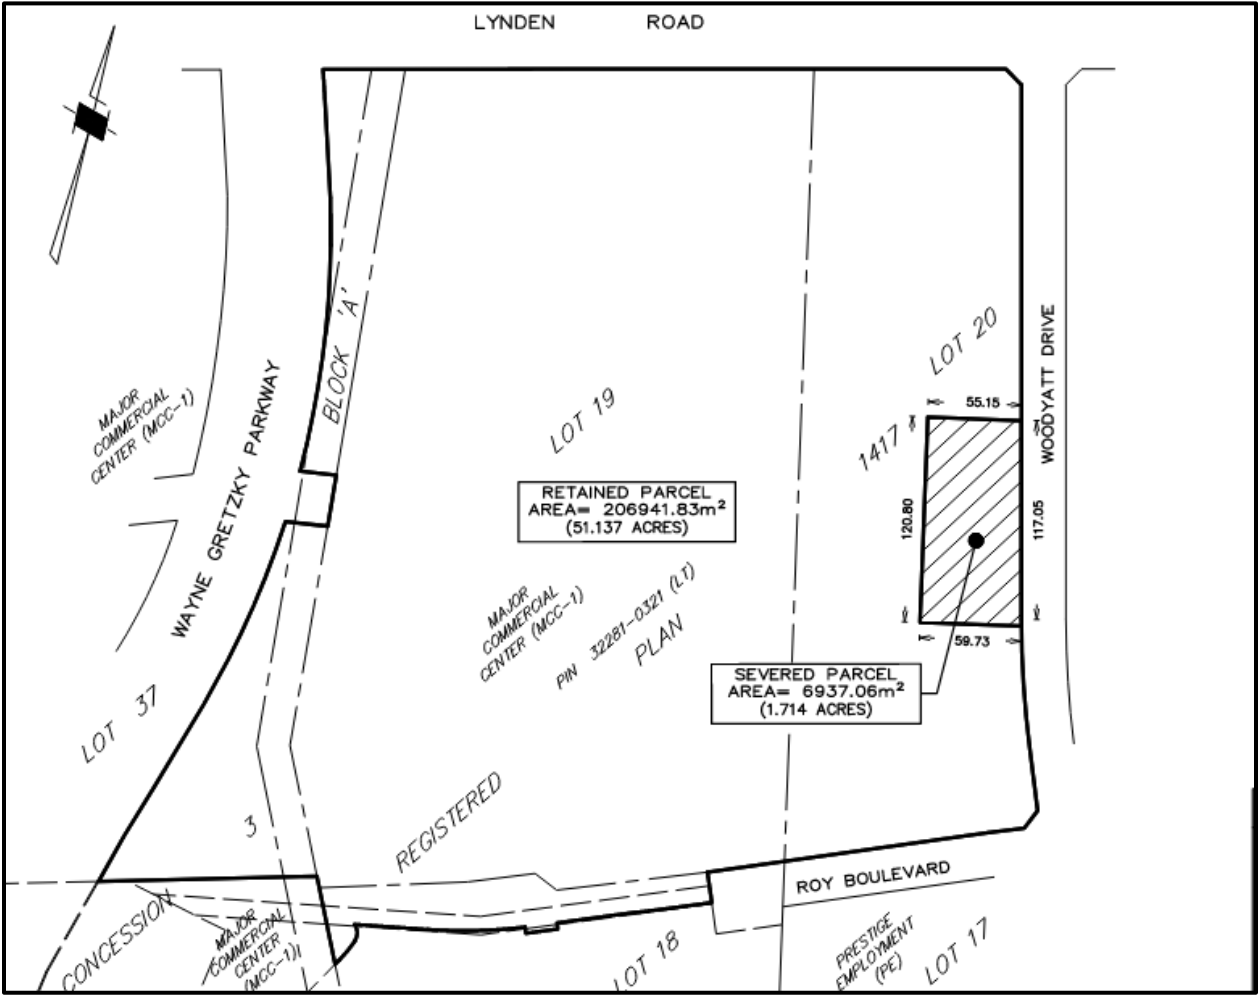 LYNDEN ROAD
BLOCK 'A'
LOT 20
WOODYATT DRIVE
MAJOR
COMMERCIAL
CENTER (MCC-1)
WAYNE GRETZKY PARKWAY
LOT 19
1417
55.15
120.80
117.05
59.73
RETAINED PARCEL
AREA= 206941.83m²
(51.137 ACRES)
MAJOR
COMMERCIAL
CENTER (MCC-1)
PIN 32281-0321 (LT)
PLAN
SEVERED PARCEL
AREA= 6937.06m²
(1.714 ACRES)
LOT 37
3
REGISTERED
ROY BOULEVARD
CONCESSION
MAJOR
COMMERCIAL
CENTER
(MCC-1)
LOT 18
PRESTIGE
EMPLOYMENT
(PE)
LOT 17